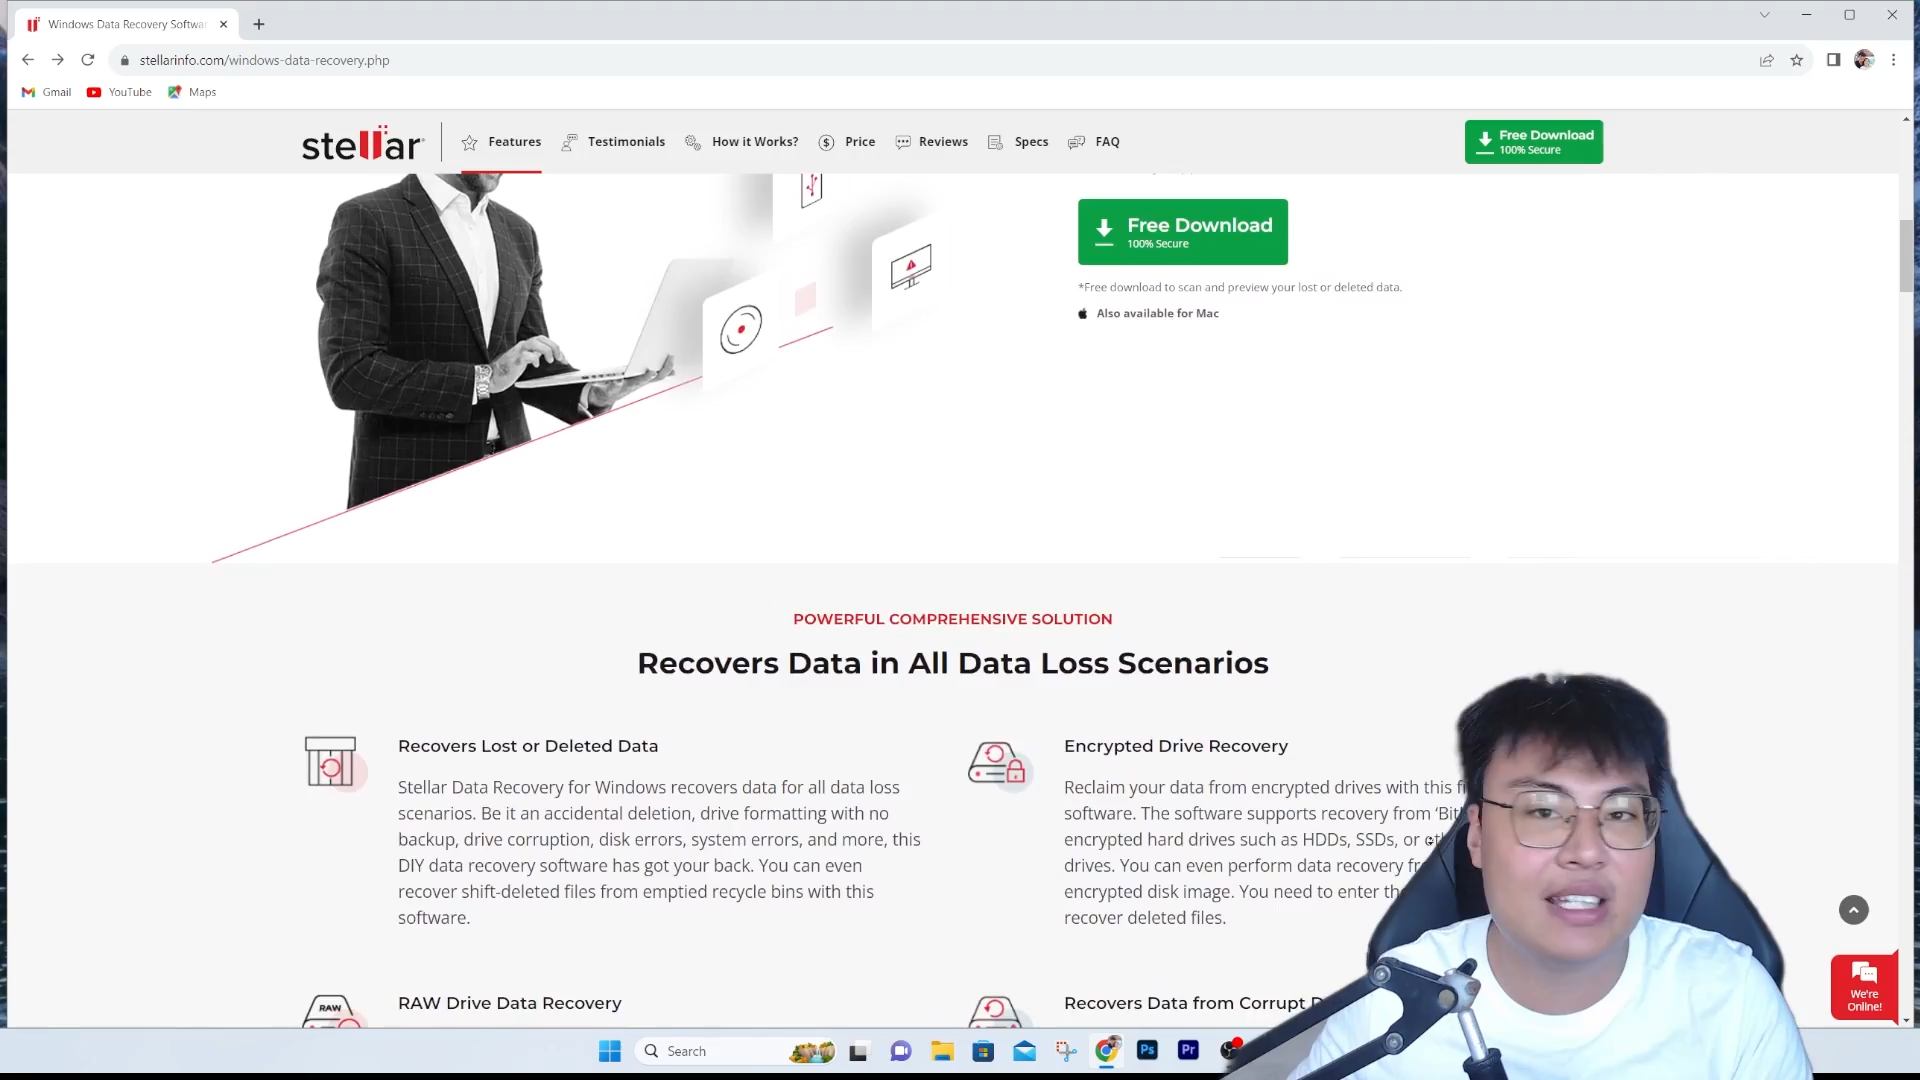 Windows Data Recovery Softwa
stellarinfo.com/windows-data-recovery.php
Gmail
YouTube
Maps
stellar
Features
Testimonials
How it Works?
$
Price
Reviews
Specs
FAQ
Free Download
100% Secure
Free Download
100% Secure
*Free download to scan and preview your lost or deleted data.
Also available for Mac
POWERFUL COMPREHENSIVE SOLUTION
Recovers Data in All Data Loss Scenarios
Recovers Lost or Deleted Data
Stellar Data Recovery for Windows recovers data for all data loss
scenarios. Be it an accidental deletion, drive formatting with no
backup, drive corruption, disk errors, system errors, and more, this
DIY data recovery software has got your back. You can even
recover shift-deleted files from emptied recycle bins with this
software.
Encrypted Drive Recovery
Reclaim your data from encrypted drives with this
software. The software supports recovery from ‘Bit
encrypted hard drives such as HDDs, SSDs, or
drives. You can even perform data recovery
encrypted disk image. You need to enter
recover deleted files.
RAW
RAW Drive Data Recovery
Recovers Data from Corrupt
We're
Online!
Search
Ps
Pr